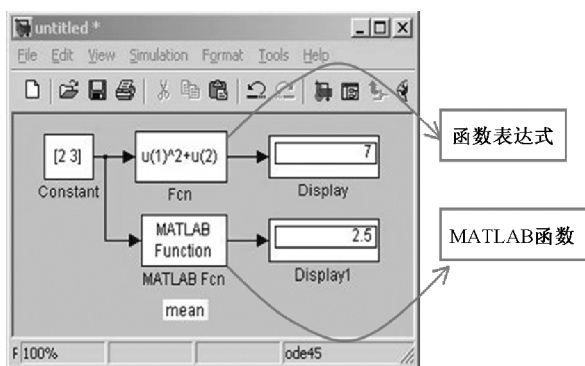 untitled *
File Edit View Simulation Format Tools Help
[2 3]
Constant
u(1)^2+u(2)
Fcn
7
Display
函数表达式
MATLAB
Function
MATLAB Fcn
2.5
Display1
MATLAB函数
mean
F 100%
ode45